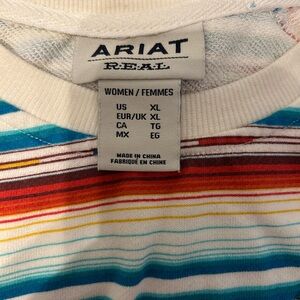 ARIAT
R·E·A·L
WOMEN / FEMMES
US XL
EUR/UK XL
CA TG
MX EG
MADE IN CHINA
FABRIQUÉ EN CHINE